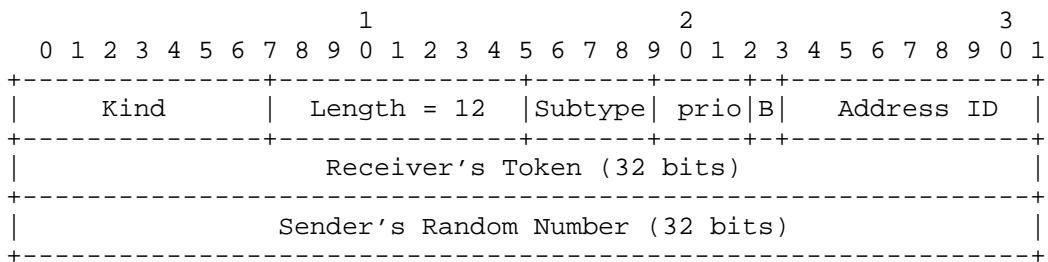 1                   2                   3
 0 1 2 3 4 5 6 7 8 9 0 1 2 3 4 5 6 7 8 9 0 1 2 3 4 5 6 7 8 9 0 1
+---------------+---------------+-------+-----+-+---------------+
|     Kind      |  Length = 12  |Subtype| prio|B|   Address ID  |
+---------------+---------------+-------+-----+-+---------------+
|                   Receiver's Token (32 bits)                  |
+---------------------------------------------------------------+
|                Sender's Random Number (32 bits)               |
+---------------------------------------------------------------+